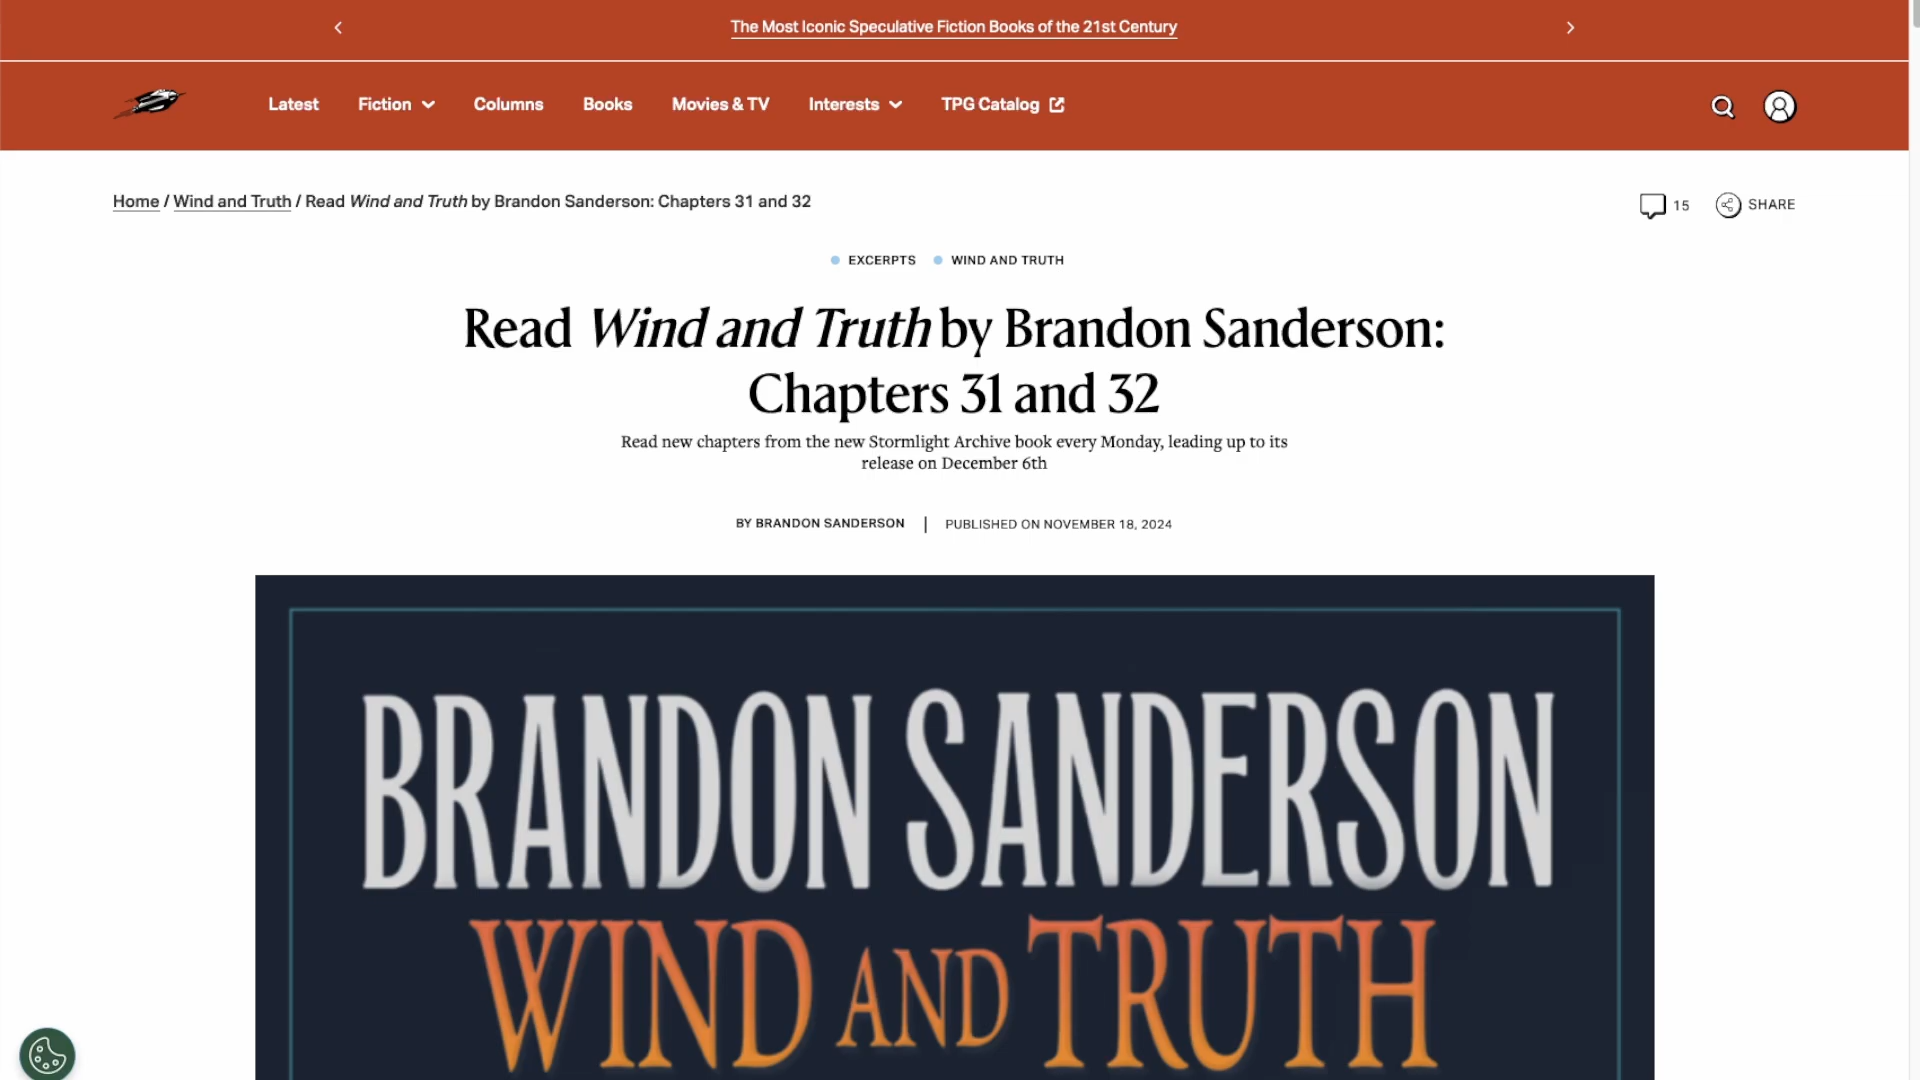 The Most Iconic Speculative Fiction Books of the 21st Century
Latest Fiction Columns Books Movies & TV Interests TPG Catalog
Home / Wind and Truth / Read Wind and Truth by Brandon Sanderson: Chapters 31 and 32
15 SHARE
EXCERPTS WIND AND TRUTH
Read Wind and Truth by Brandon Sanderson:
Chapters 31 and 32
Read new chapters from the new Stormlight Archive book every Monday, leading up to its
release on December 6th
BY BRANDON SANDERSON | PUBLISHED ON NOVEMBER 18, 2024
BRANDON SANDERSON
WIND AND TRUTH